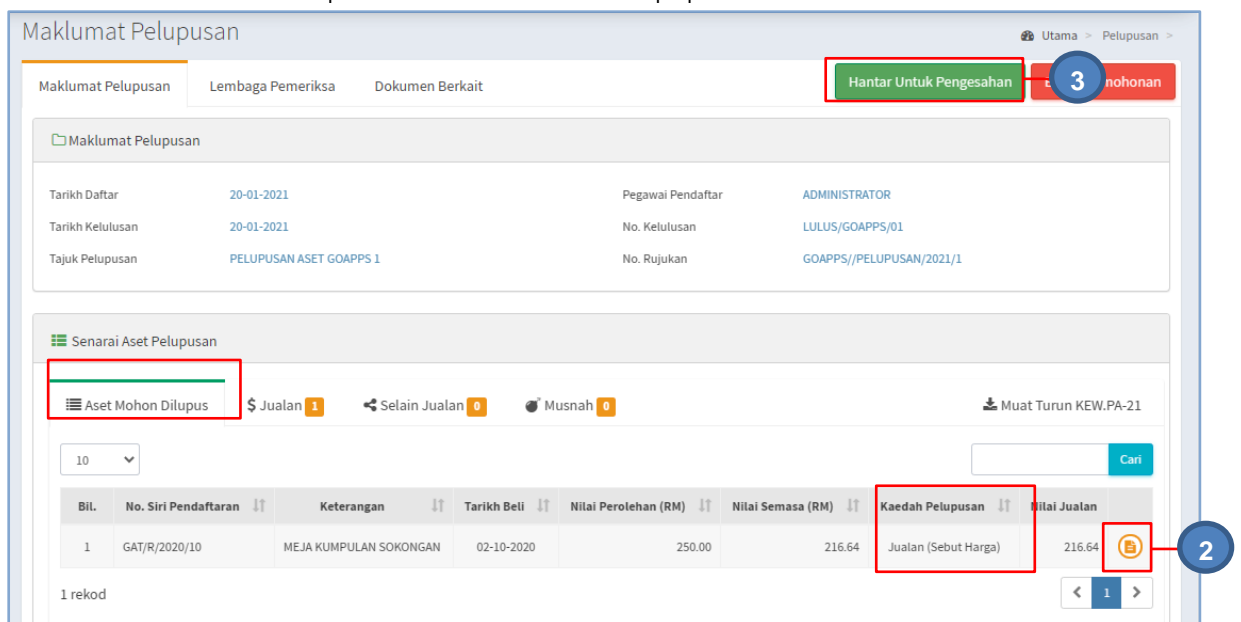 Maklumat Pelupusan
Utama > Pelupusan >
Maklumat Pelupusan Lembaga Pemeriksa Dokumen Berkait Hantar Untuk Pengesahan 3
Maklumat Pelupusan
Tarikh Daftar 20-01-2021 Pegawai Pendaftar ADMINISTRATOR
Tarikh Kelulusan 20-01-2021 No. Kelulusan LULUS/GOAPPS/01
Tajuk Pelupusan PELUPUSAN ASET GOAPPS 1 No. Rujukan GOAPPS//PELUPUSAN/2021/1
Senarai Aset Pelupusan
Aset Mohon Dilupus $ Jualan 1 Selain Jualan 0 Musnah 0 Muat Turun KEW.PA-21
10 Cari
Bil. No. Siri Pendaftaran Keterangan Tarikh Beli Nilai Perolehan (RM) Nilai Semasa (RM) Kaedah Pelupusan Nilai Jualan
1 GAT/R/2020/10 MEJA KUMPULAN SOKONGAN 02-10-2020 250.00 216.64 Jualan (Sebut Harga) 216.64 2
1 rekod < 1 >